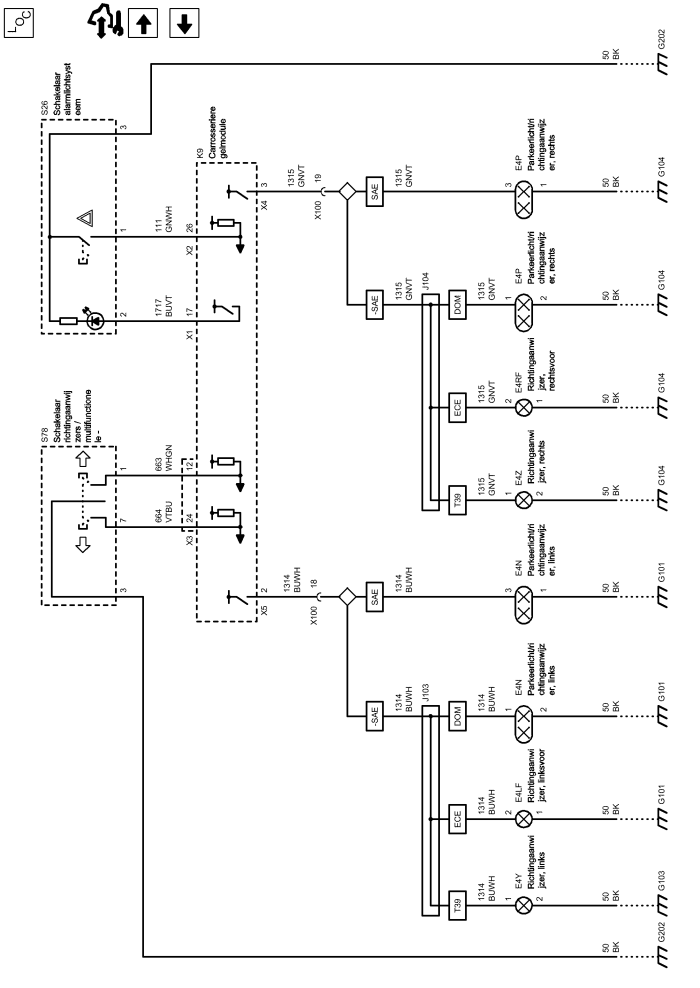 LOC
S78
Schakelaar
richtingaanwij
zers /
multifunctione
le -
3
7
1
664
VTBU
663
WHGN
X3
24
12
S26
Schakelaar
alarmlichtsyst
eem
2
1
3
1717
BUVT
111
GNWH
X1
17
X2
26
K9
Carrosseriere
gelmodule
X5
2
X4
3
1314
BUWH
X100
18
1315
GNVT
X100
19
-SAE
SAE
-SAE
SAE
1314
BUWH
J103
1314
BUWH
1315
GNVT
J104
1315
GNVT
T39
ECE
DOM
T39
ECE
DOM
1314
BUWH
1314
BUWH
1314
BUWH
1315
GNVT
1315
GNVT
1315
GNVT
1
E4Y
Richtingaanwi
jzer, links
2
2
E4LF
Richtingaanwi
jzer, linksvoor
1
1
E4N
Parkeerlicht/ri
chtingaanwijz
er, links
2
3
E4N
Parkeerlicht/ri
chtingaanwijz
er, links
1
1
E4Z
Richtingaanwi
jzer, rechts
2
2
E4RF
Richtingaanwi
jzer,
rechtsvoor
1
1
E4P
Parkeerlicht/ri
chtingaanwijz
er, rechts
2
3
E4P
Parkeerlicht/ri
chtingaanwijz
er, rechts
1
50
BK
50
BK
50
BK
50
BK
50
BK
50
BK
50
BK
50
BK
50
BK
50
BK
G202
G103
G101
G101
G101
G104
G104
G104
G104
G202